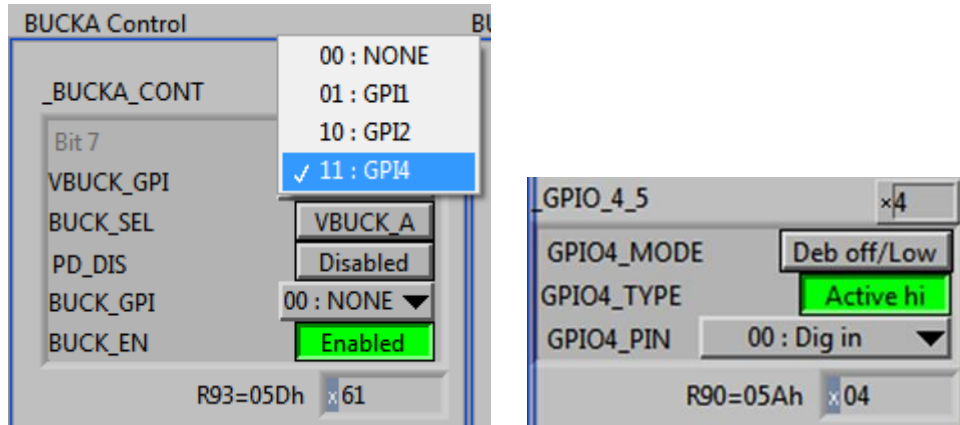 BUCKA Control
_BUCKA_CONT
00 : NONE
01 : GPI1
10 : GPI2
✓ 11 : GPI4
Bit 7
VBUCK_GPI
BUCK_SEL VBUCK_A
PD_DIS Disabled
BUCK_GPI 00 : NONE
BUCK_EN Enabled
R93=05Dh x 61
_GPIO_4_5 x4
GPIO4_MODE Deb off/Low
GPIO4_TYPE Active hi
GPIO4_PIN 00 : Dig in
R90=05Ah x 04